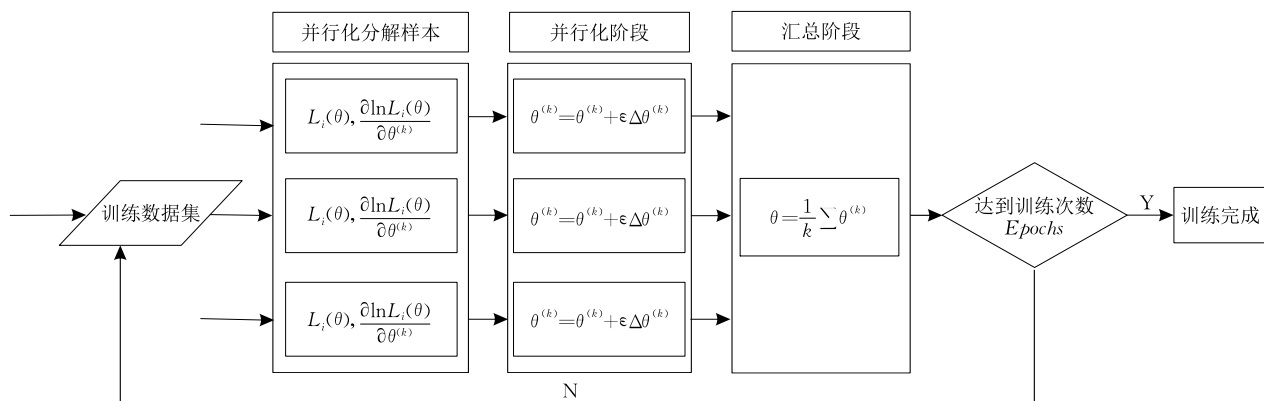 并行化分解样本
并行化阶段
汇总阶段
L_i(θ), ∂lnL_i(θ)/∂θ^(k)
θ^(k)=θ^(k)+εΔθ^(k)
训练数据集
L_i(θ), ∂lnL_i(θ)/∂θ^(k)
θ^(k)=θ^(k)+εΔθ^(k)
θ=1/k ∑θ^(k)
达到训练次数
Epochs
Y
训练完成
L_i(θ), ∂lnL_i(θ)/∂θ^(k)
θ^(k)=θ^(k)+εΔθ^(k)
N